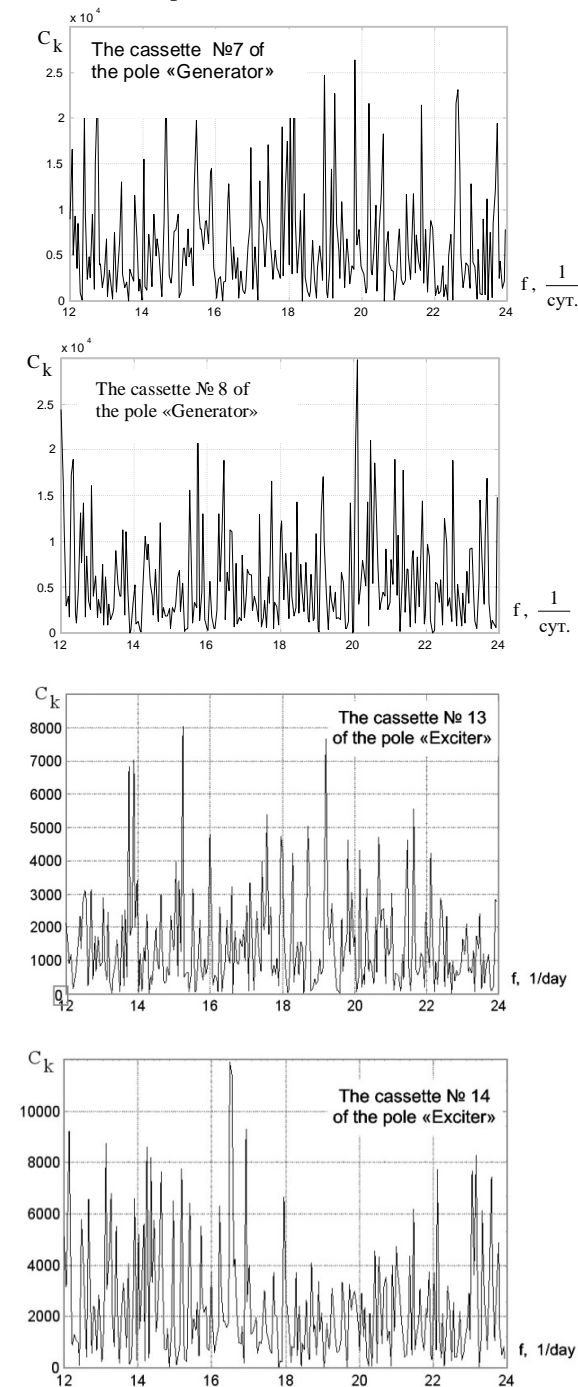 x 10⁴
C_k
The cassette №7 of
the pole «Generator»
2.5
2
1.5
1
0.5
0
12 14 16 18 20 22 24
f , 1/сут.
x 10⁴
C_k
The cassette № 8 of
the pole «Generator»
2.5
2
1.5
1
0.5
0
12 14 16 18 20 22 24
f , 1/сут.
C_k
The cassette № 13
of the pole «Exciter»
8000
7000
6000
5000
4000
3000
2000
1000
0
12 14 16 18 20 22 24
f, 1/day
C_k
The cassette № 14
of the pole «Exciter»
10000
8000
6000
4000
2000
0
12 14 16 18 20 22 24
f, 1/day